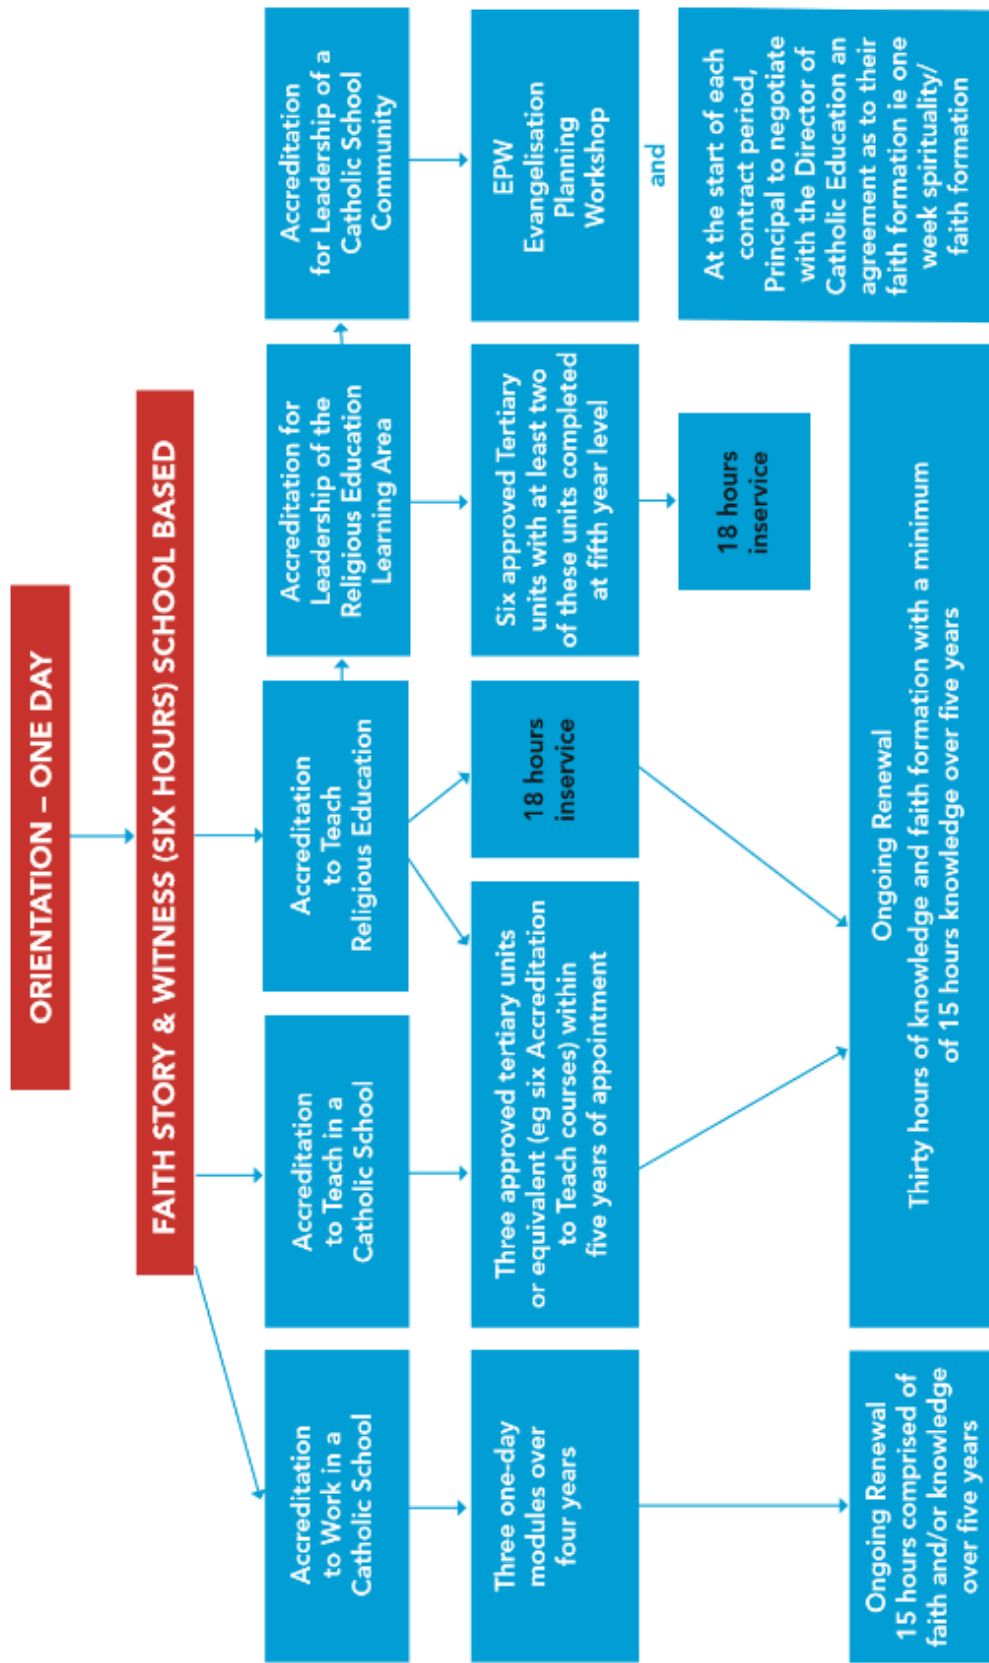 ORIENTATION – ONE DAY
FAITH STORY & WITNESS (SIX HOURS) SCHOOL BASED
Accreditation
to Work in a
Catholic School
Accreditation
to Teach in a
Catholic School
Accreditation
to Teach
Religious Education
Accreditation for
Leadership of the
Religious Education
Learning Area
Accreditation
for Leadership of a
Catholic School
Community
Three one-day
modules over
four years
Three approved tertiary units
or equivalent (eg six Accreditation
to Teach courses) within
five years of appointment
18 hours
inservice
Six approved Tertiary
units with at least two
of these units completed
at fifth year level
EPW
Evangelisation
Planning
Workshop
and
18 hours
inservice
At the start of each
contract period,
Principal to negotiate
with the Director of
Catholic Education an
agreement as to their
faith formation ie one
week spirituality/
faith formation
Ongoing Renewal
15 hours comprised of
faith and/or knowledge
over five years
Ongoing Renewal
Thirty hours of knowledge and faith formation with a minimum
of 15 hours knowledge over five years